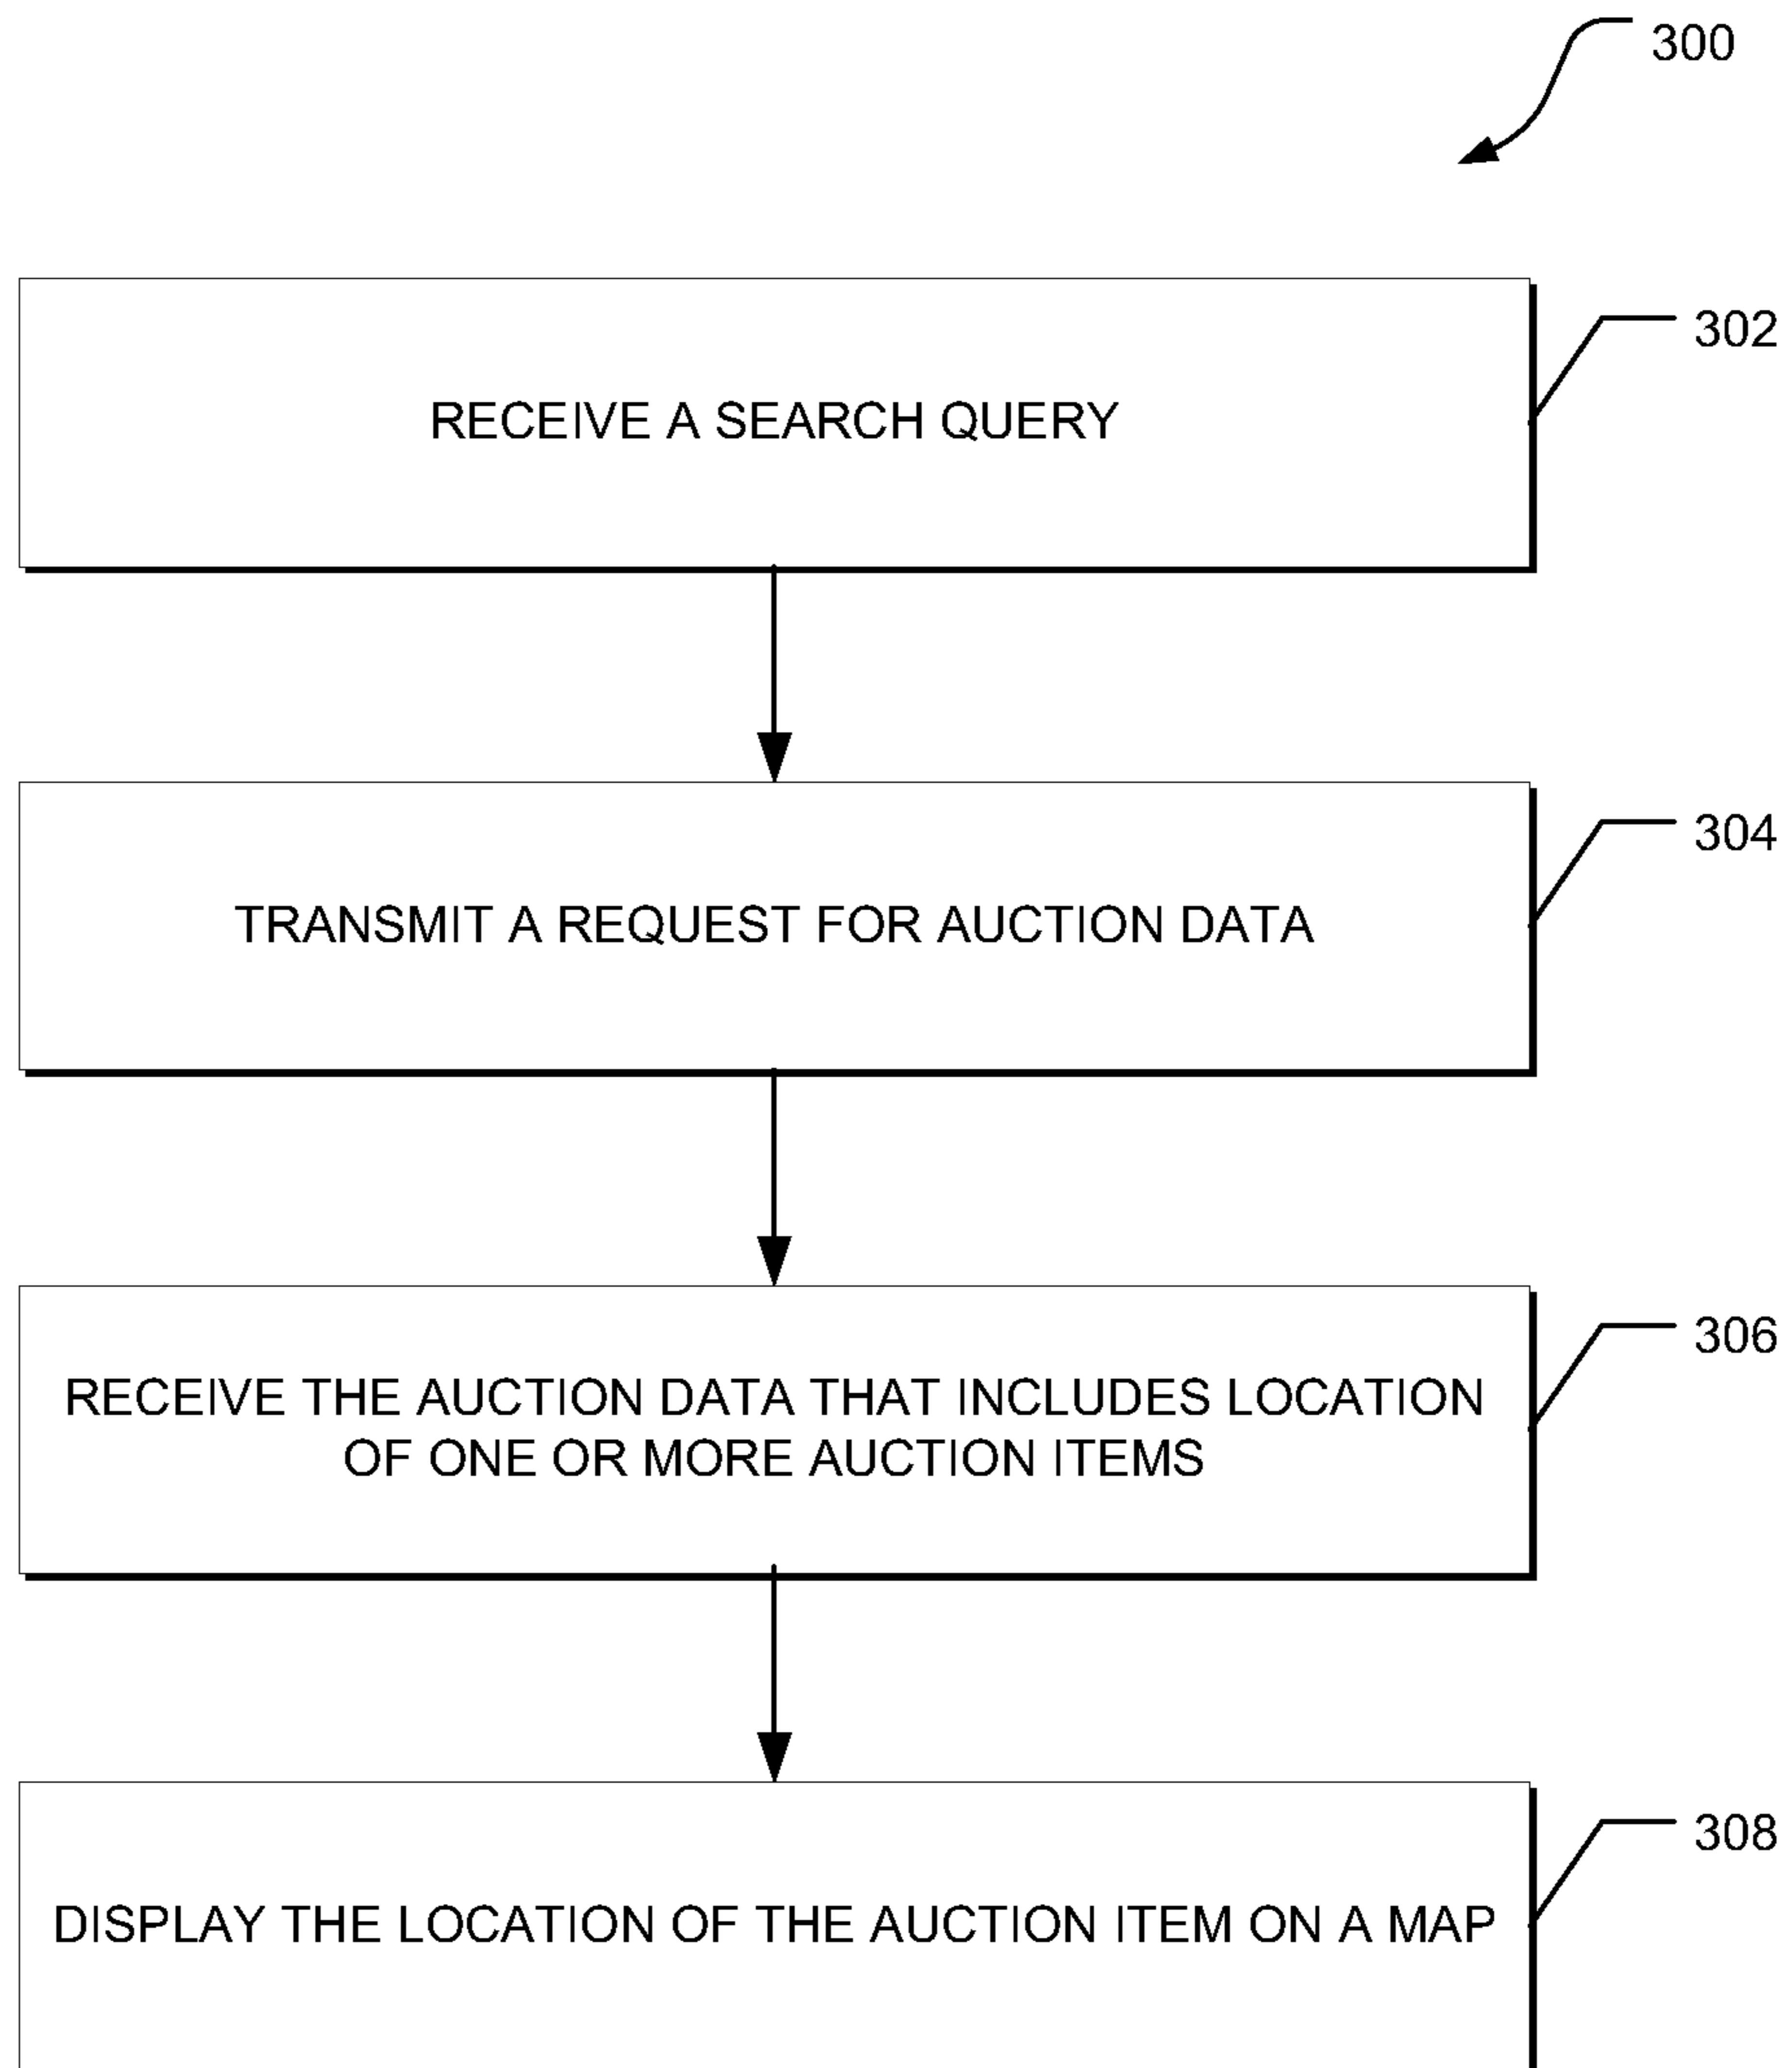 300
302
RECEIVE A SEARCH QUERY
304
TRANSMIT A REQUEST FOR AUCTION DATA
306
RECEIVE THE AUCTION DATA THAT INCLUDES LOCATION
OF ONE OR MORE AUCTION ITEMS
308
DISPLAY THE LOCATION OF THE AUCTION ITEM ON A MAP